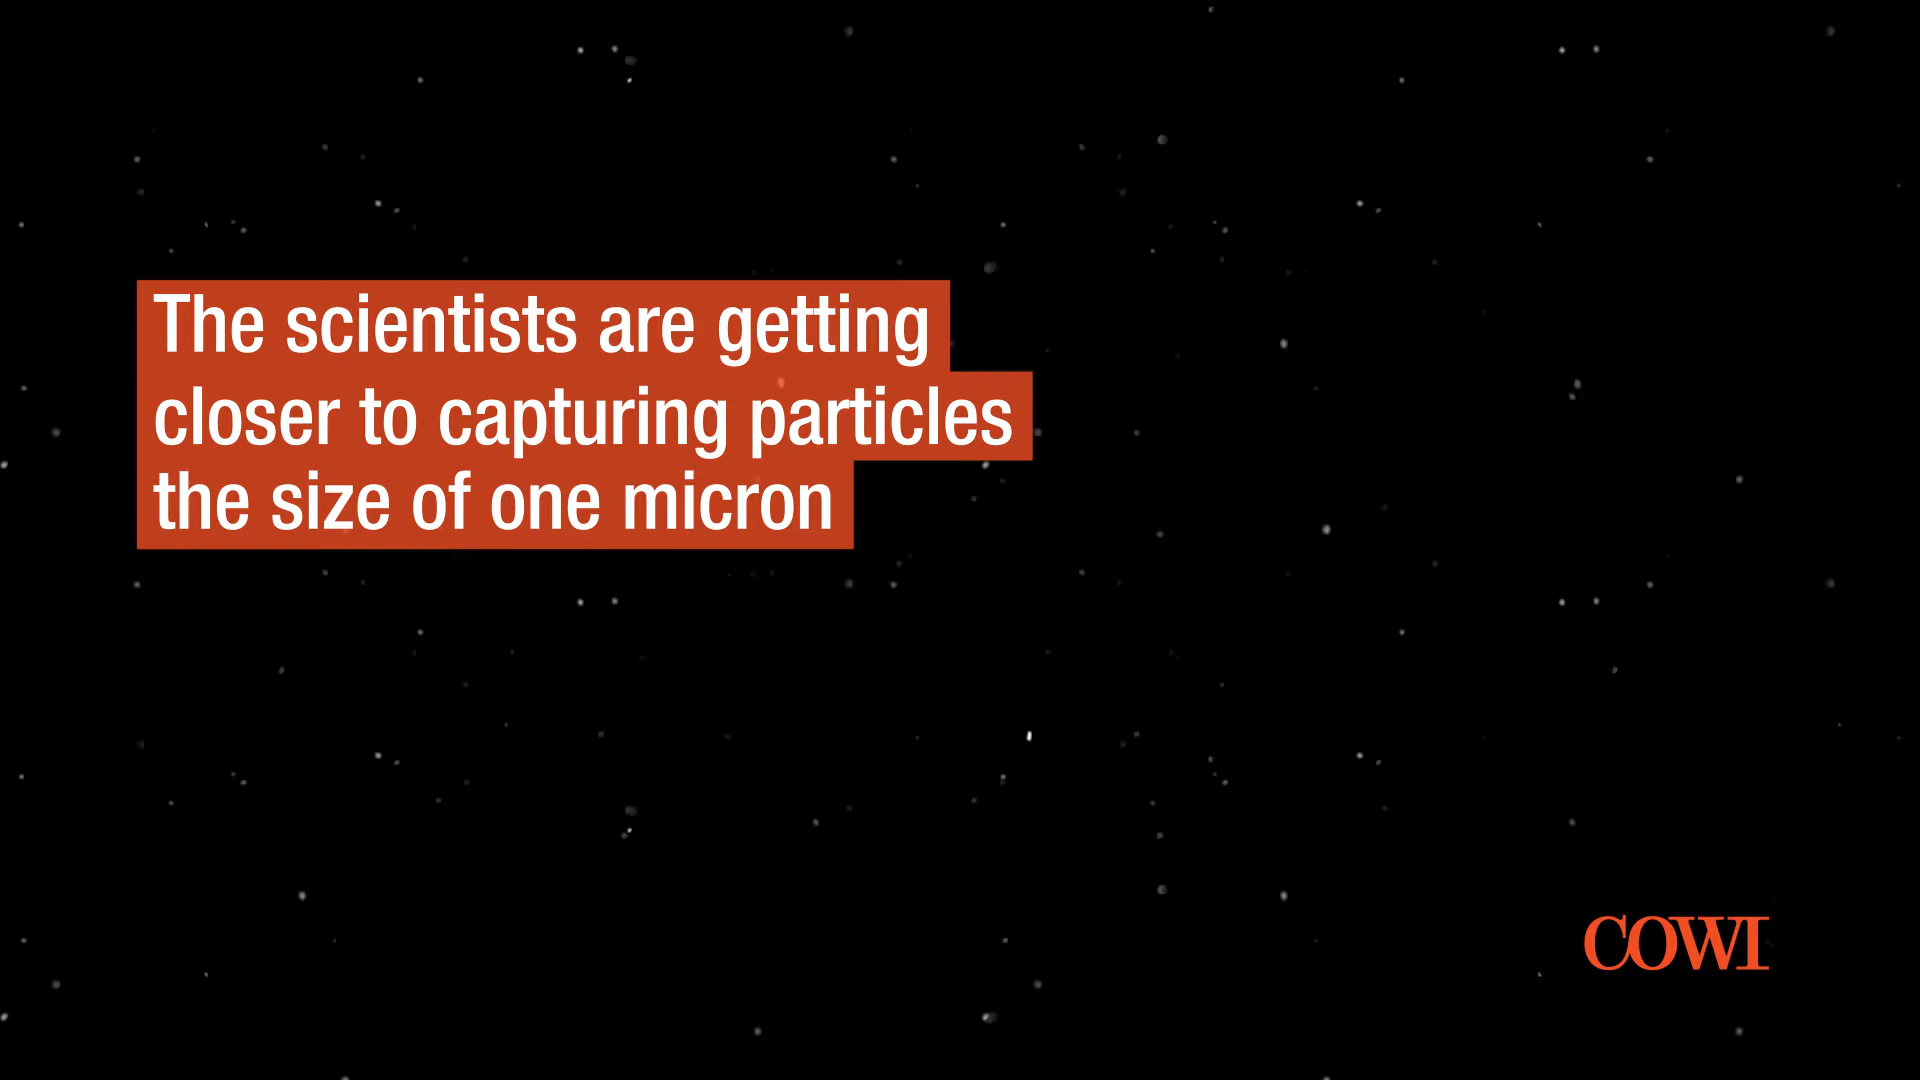 The scientists are getting
closer to capturing particles
the size of one micron
COWI